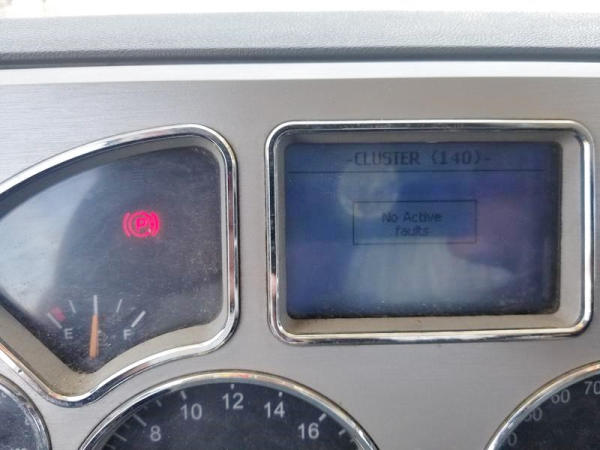 -CLUSTER (140)-
No Active
faults
P
E F
8 10 12 14 16
70